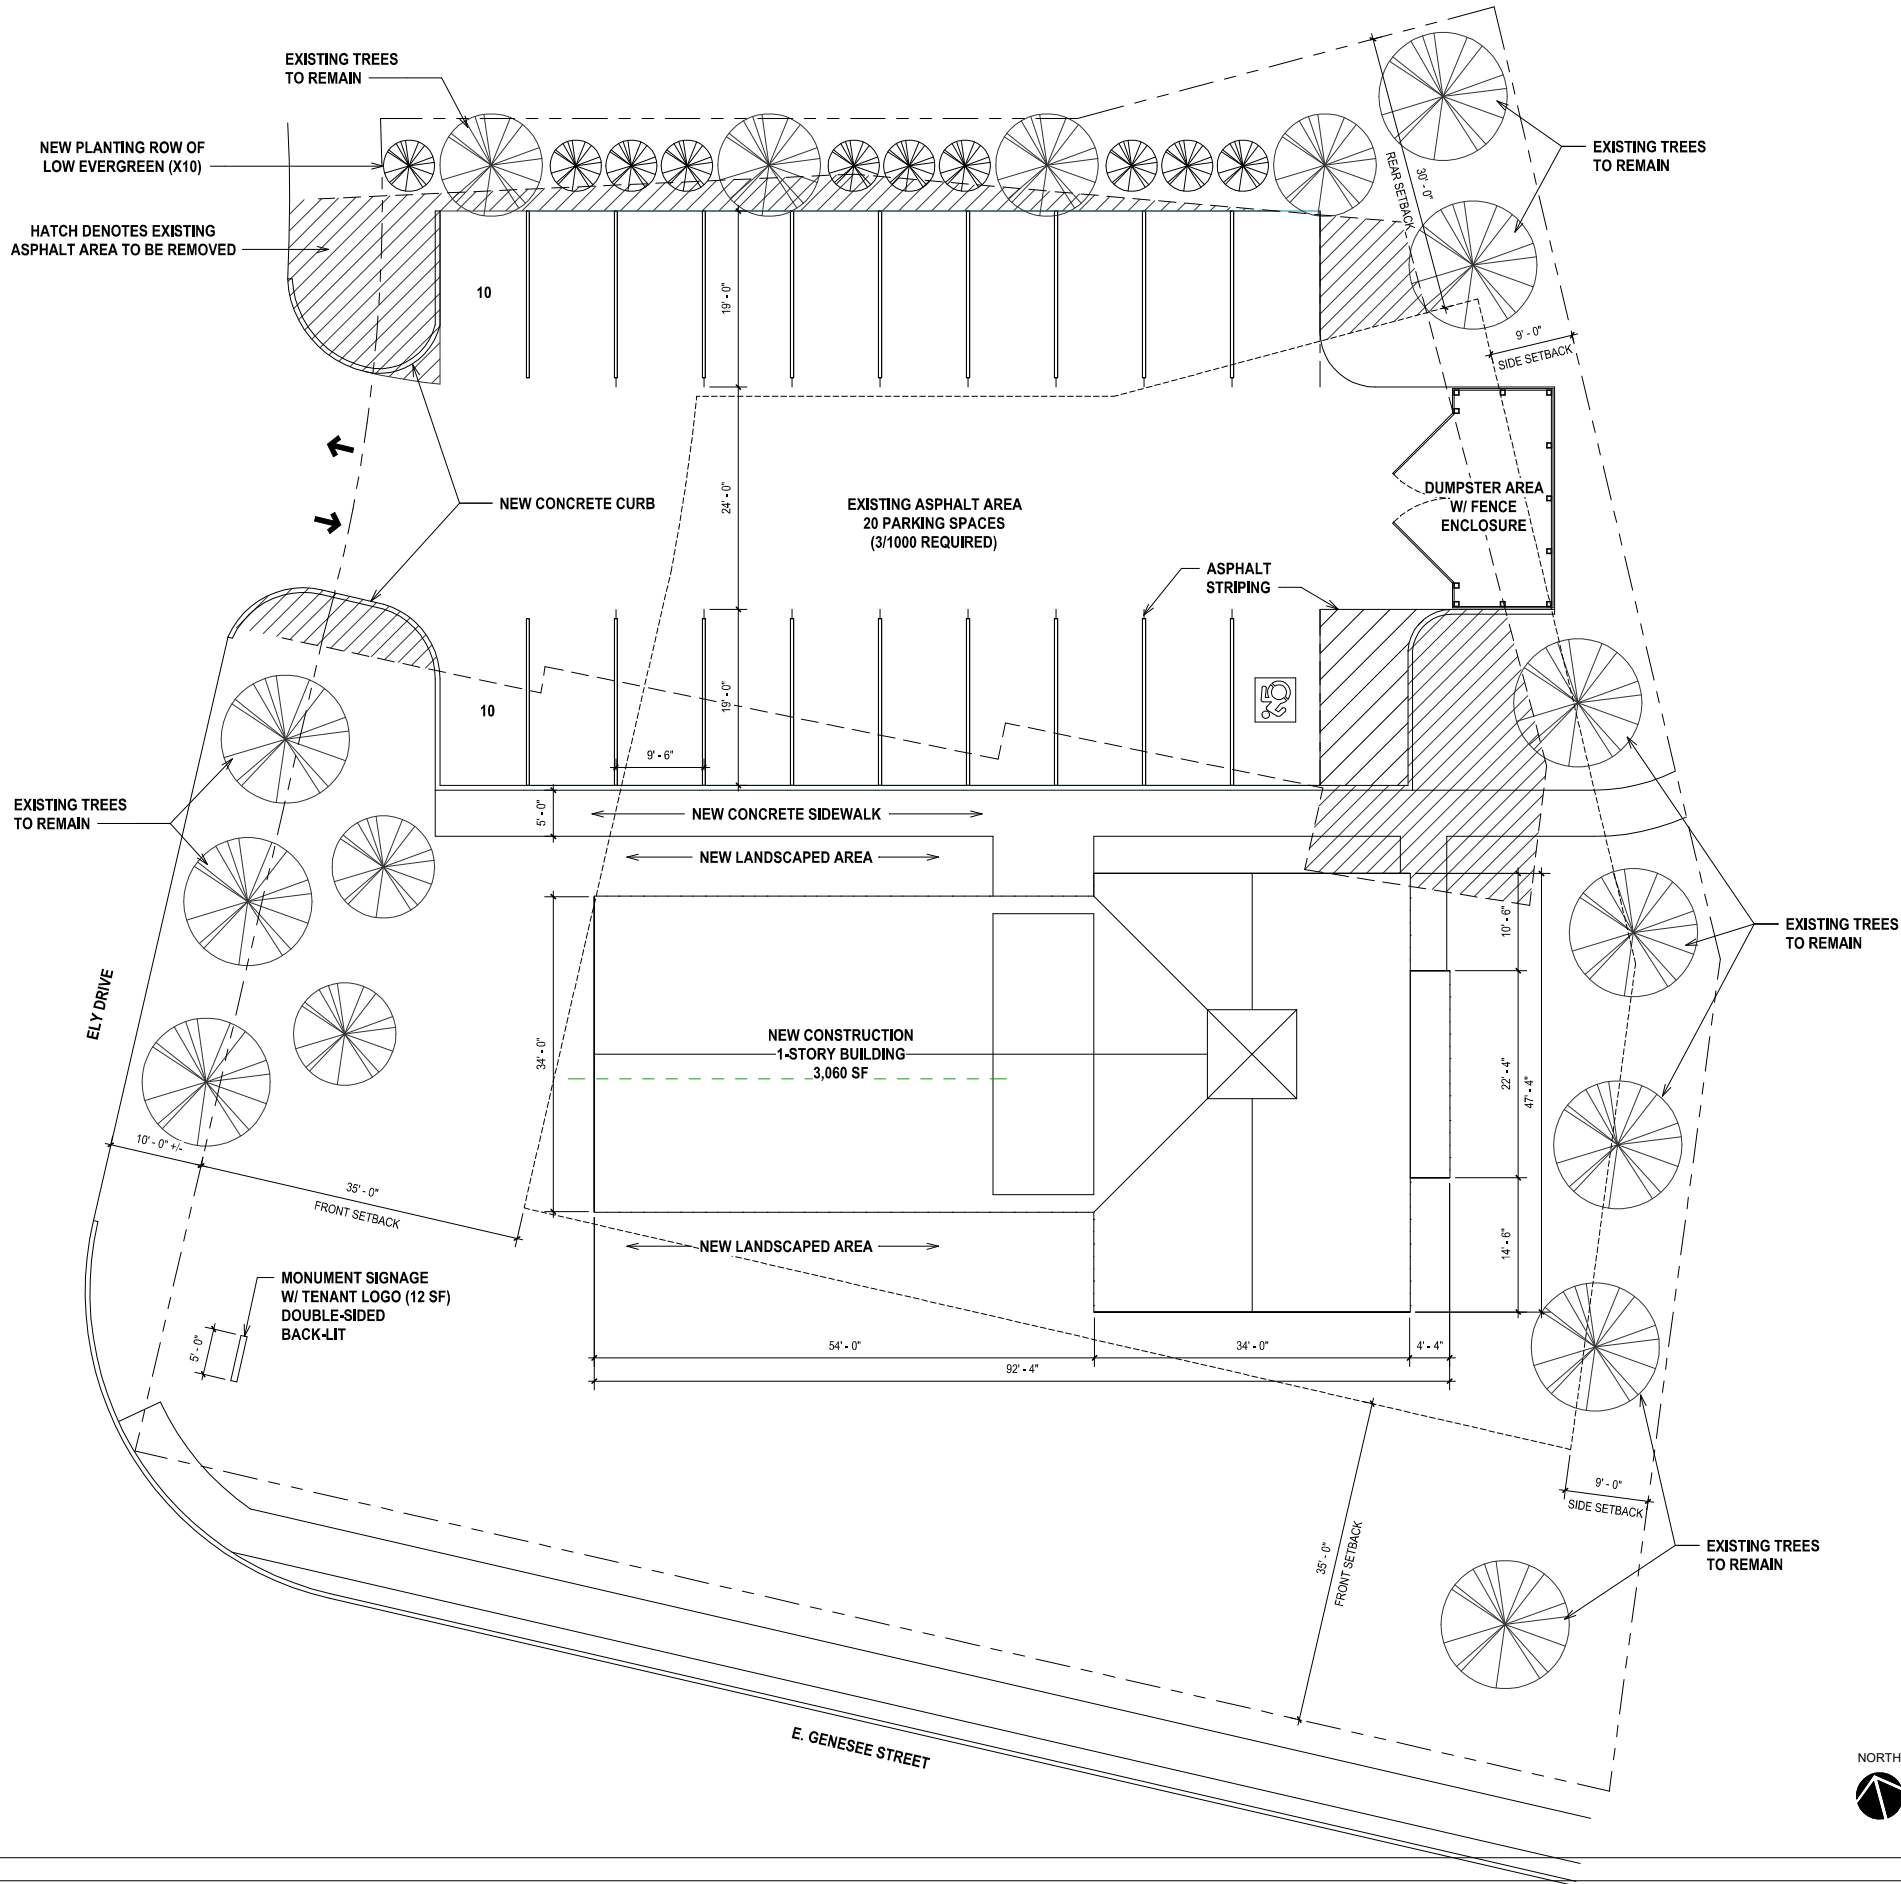 EXISTING TREES
TO REMAIN
NEW PLANTING ROW OF
LOW EVERGREEN (X10)
EXISTING TREES
TO REMAIN
REAR SETBACK
30' - 0"
HATCH DENOTES EXISTING
ASPHALT AREA TO BE REMOVED
10
19' - 0"
9' - 0"
SIDE SETBACK
NEW CONCRETE CURB
24' - 0"
EXISTING ASPHALT AREA
20 PARKING SPACES
(3/1000 REQUIRED)
DUMPSTER AREA
W/ FENCE
ENCLOSURE
ASPHALT
STRIPING
10
19' - 0"
9' - 6"
EXISTING TREES
TO REMAIN
5' - 0"
NEW CONCRETE SIDEWALK
NEW LANDSCAPED AREA
EXISTING TREES
TO REMAIN
10' - 6"
ELY DRIVE
34' - 0"
NEW CONSTRUCTION
1-STORY BUILDING
3,060 SF
22' - 4"
47' - 4"
10' - 0" +/-
35' - 0"
FRONT SETBACK
NEW LANDSCAPED AREA
14' - 6"
MONUMENT SIGNAGE
W/ TENANT LOGO (12 SF)
DOUBLE-SIDED
BACK-LIT
5' - 0"
54' - 0"
34' - 0"
4' - 4"
92' - 4"
9' - 0"
SIDE SETBACK
35' - 0"
FRONT SETBACK
EXISTING TREES
TO REMAIN
E. GENESEE STREET
NORTH